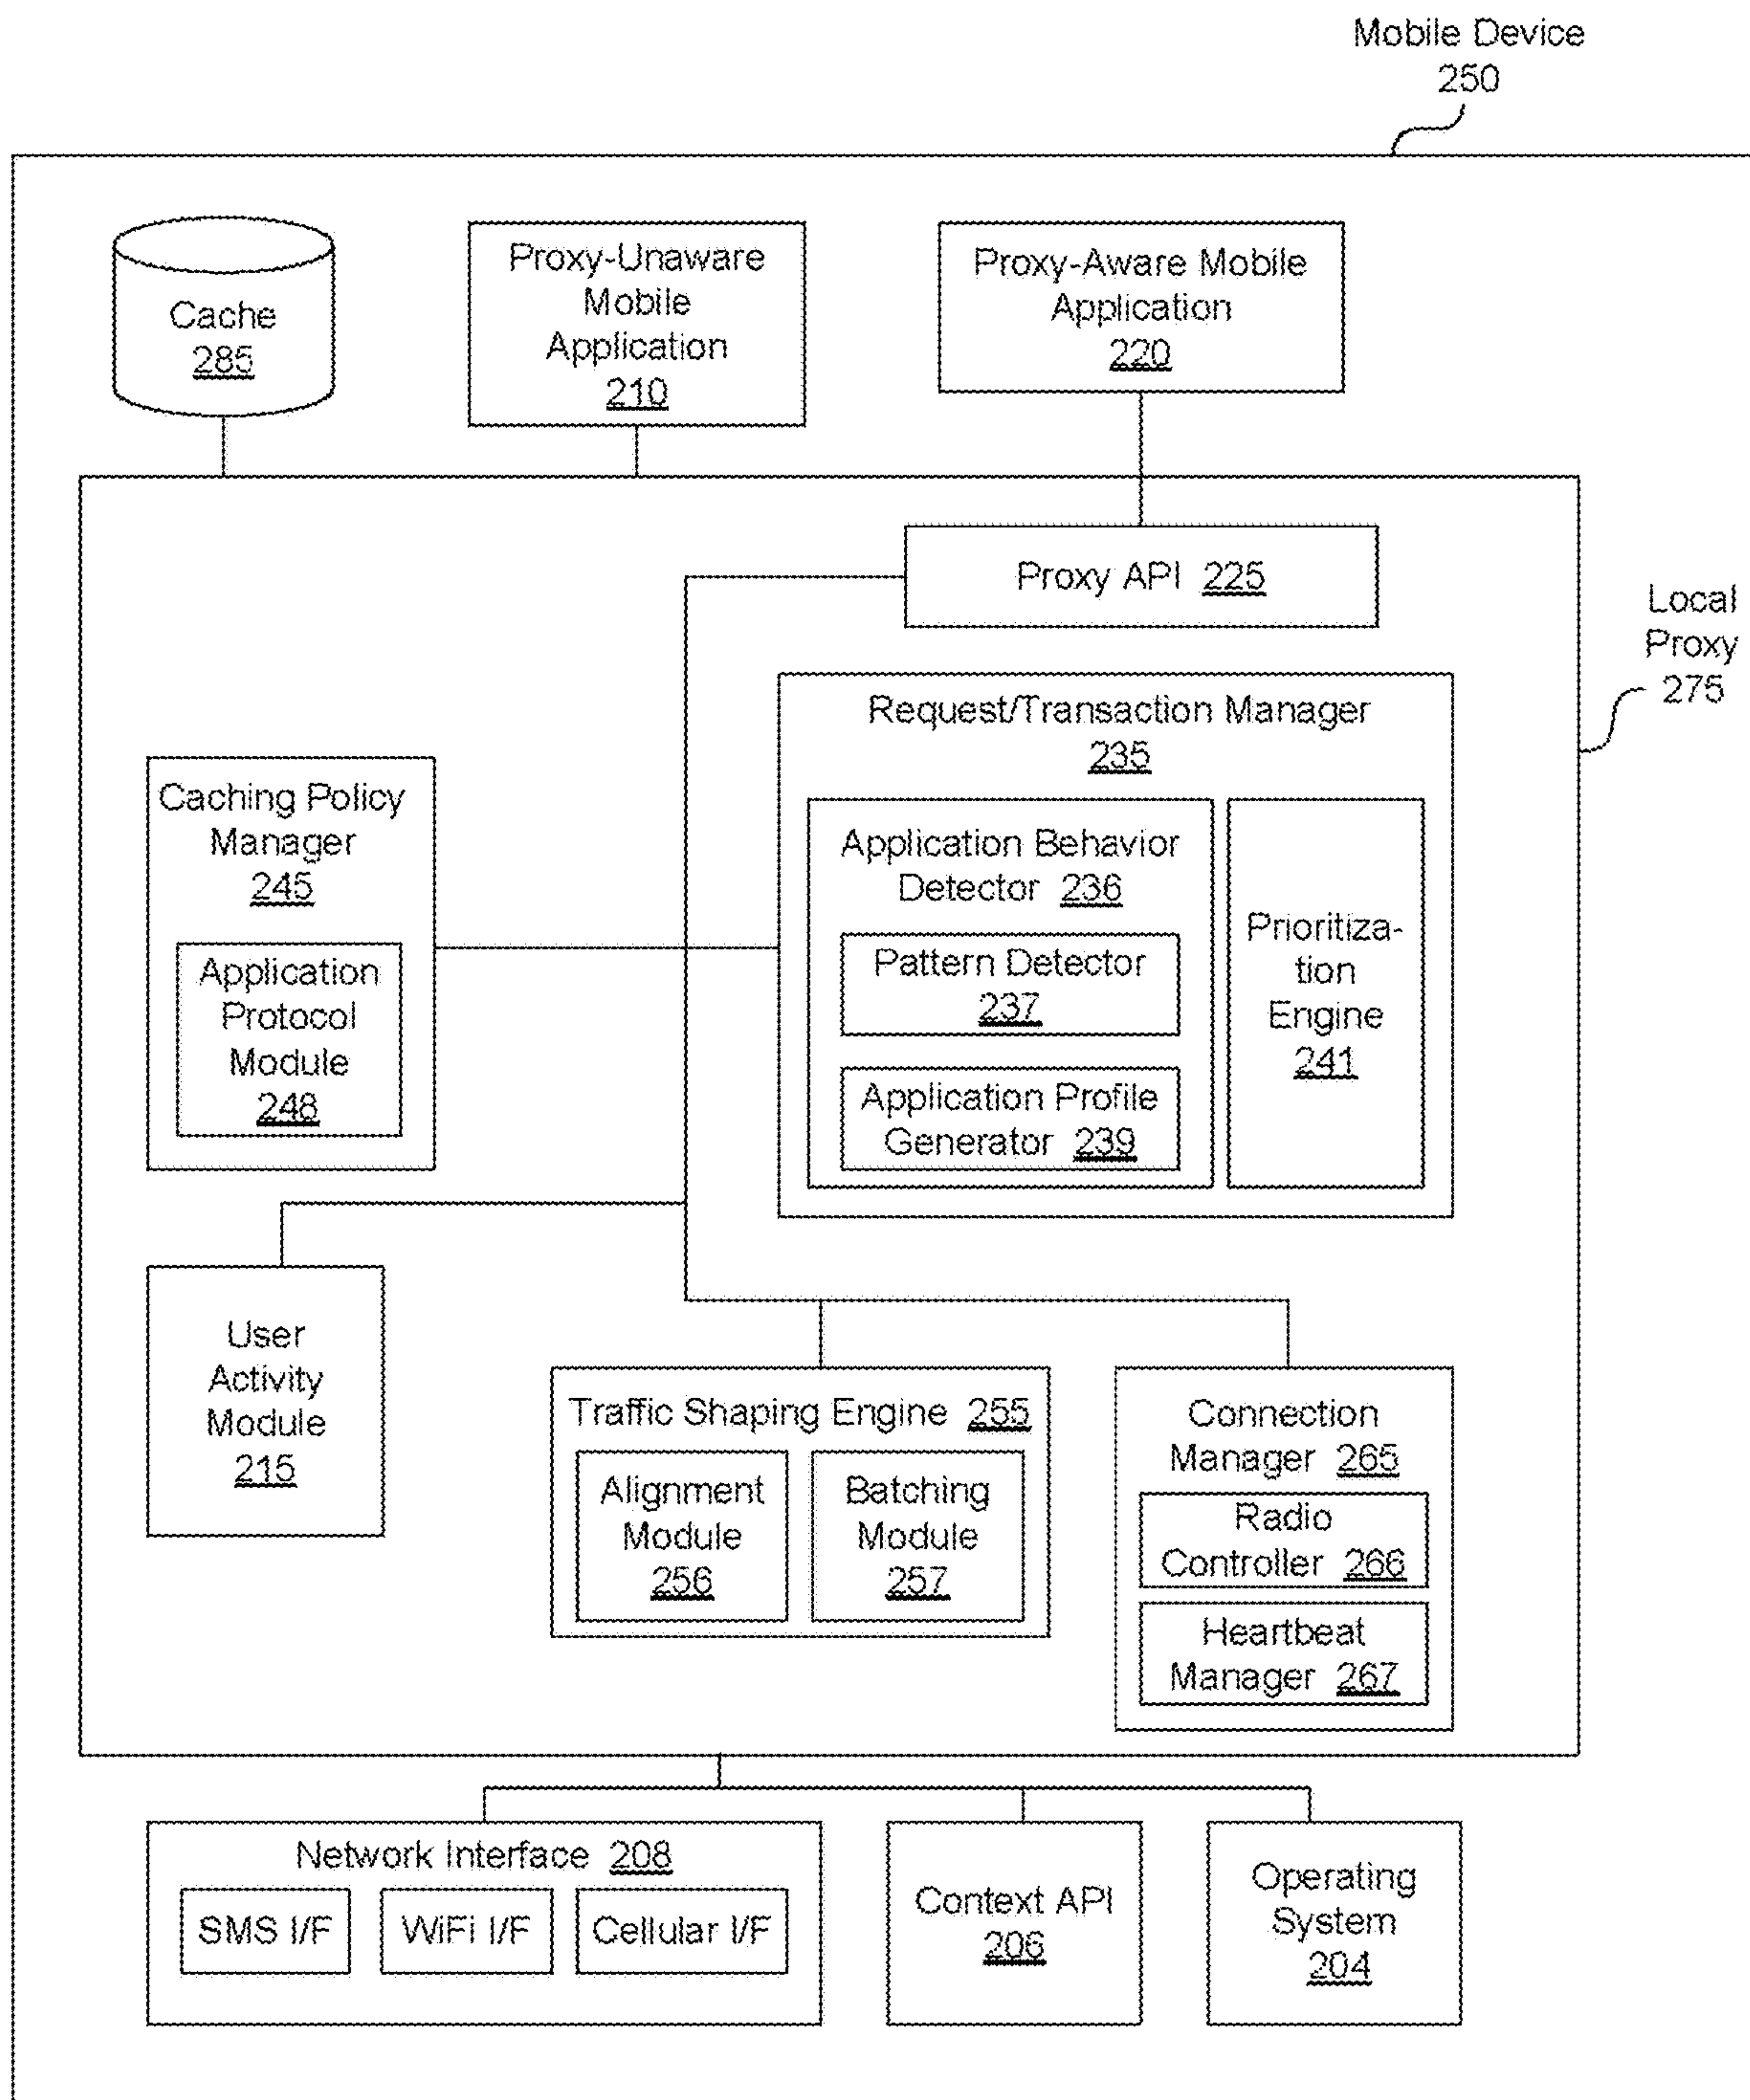 Mobile Device
250
Cache
285
Proxy-Unaware
Mobile
Application
210
Proxy-Aware Mobile
Application
220
Proxy API 225
Local
Proxy
275
Request/Transaction Manager
235
Caching Policy
Manager
245
Application
Protocol
Module
248
Application Behavior
Detector 236
Pattern Detector
237
Application Profile
Generator 239
Prioritiza-
tion
Engine
241
User
Activity
Module
215
Traffic Shaping Engine 255
Alignment
Module
256
Batching
Module
257
Connection
Manager 265
Radio
Controller 266
Heartbeat
Manager 267
Network Interface 208
SMS I/F
WiFi I/F
Cellular I/F
Context API
206
Operating
System
204